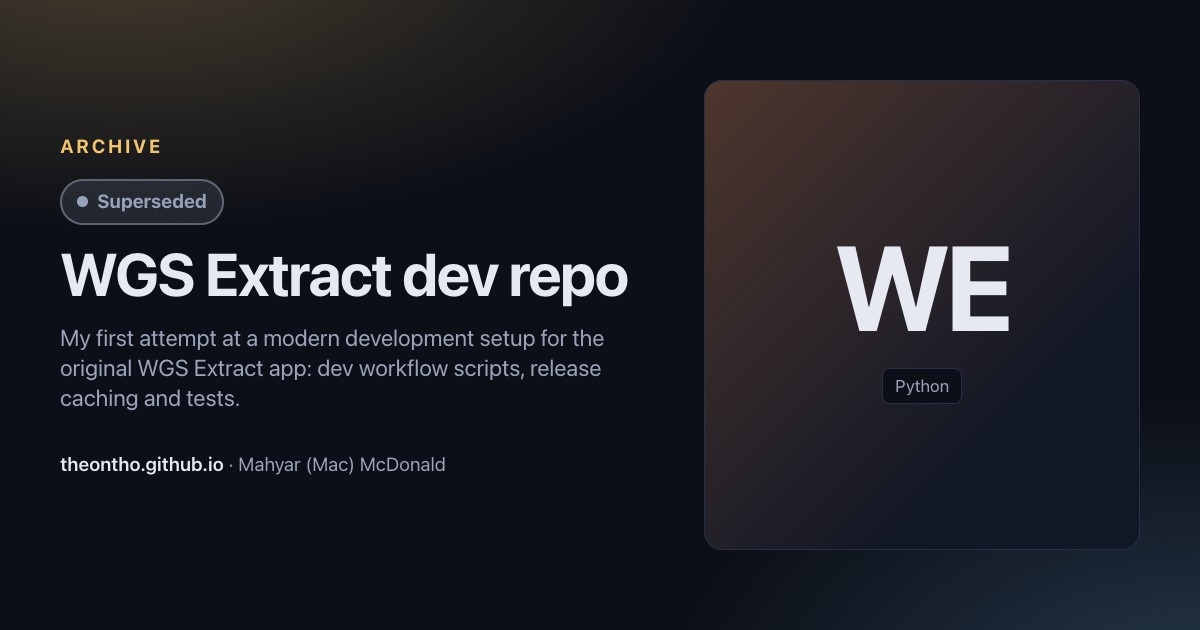 ARCHIVE
Superseded
WGS Extract dev repo
My first attempt at a modern development setup for the
original WGS Extract app: dev workflow scripts, release
caching and tests.
theontho.github.io · Mahyar (Mac) McDonald
WE
Python